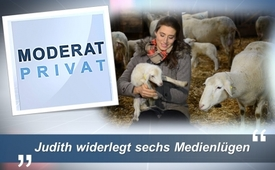 MODERAT
PRIVAT
„ Judith widerlegt sechs Medienlügen “